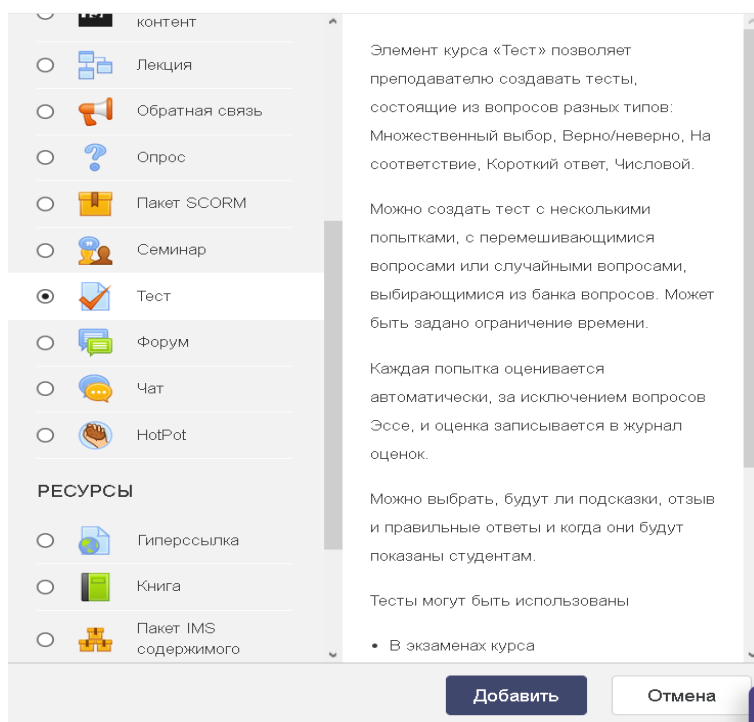 контент
Лекция
Обратная связь
Опрос
Пакет SCORM
Семинар
Тест
Форум
Чат
HotPot
РЕСУРСЫ
Гиперссылка
Книга
Пакет IMS
содержимого
Элемент курса «Тест» позволяет
преподавателю создавать тесты,
состоящие из вопросов разных типов:
Множественный выбор, Верно/неверно, На
соответствие, Короткий ответ, Числовой.
Можно создать тест с несколькими
попытками, с перемешивающимися
вопросами или случайными вопросами,
выбирающимися из банка вопросов. Может
быть задано ограничение времени.
Каждая попытка оценивается
автоматически, за исключением вопросов
Эссе, и оценка записывается в журнал
оценок.
Можно выбрать, будут ли подсказки, отзыв
и правильные ответы и когда они будут
показаны студентам.
Тесты могут быть использованы
• В экзаменах курса
Добавить
Отмена